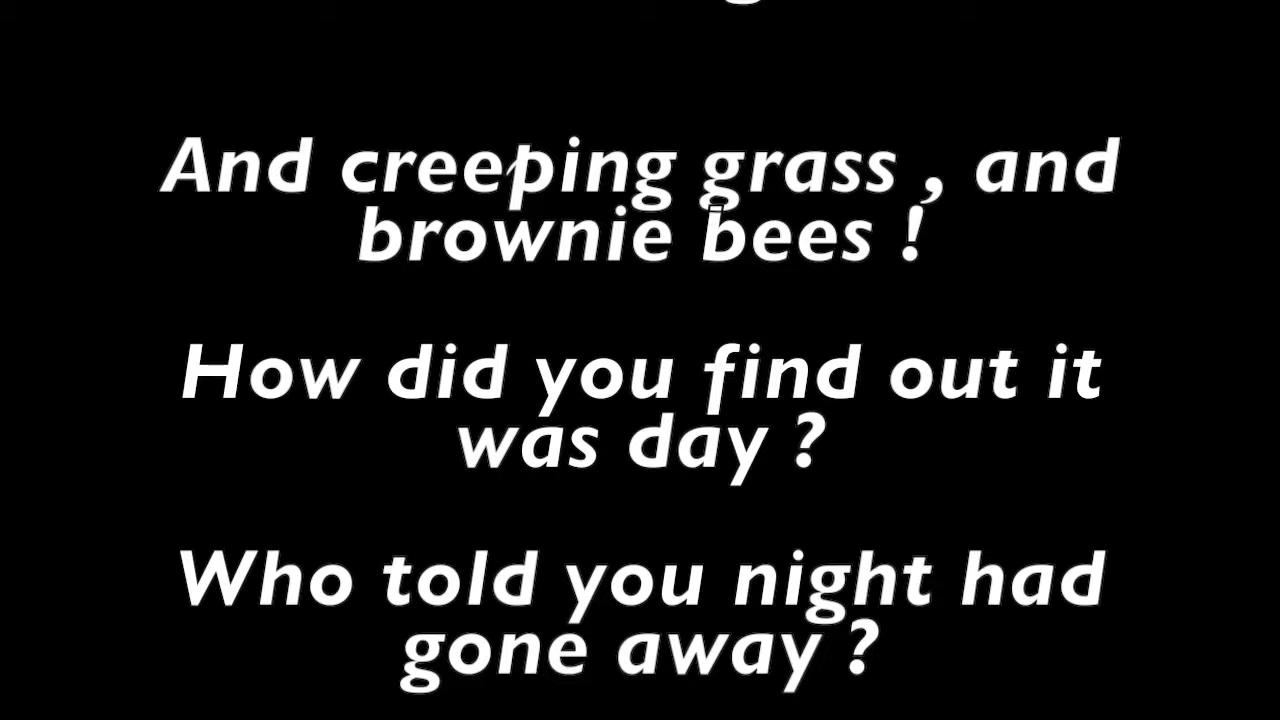 And creeping grass , and
brownie bees !
How did you find out it
was day ?
Who told you night had
gone away ?